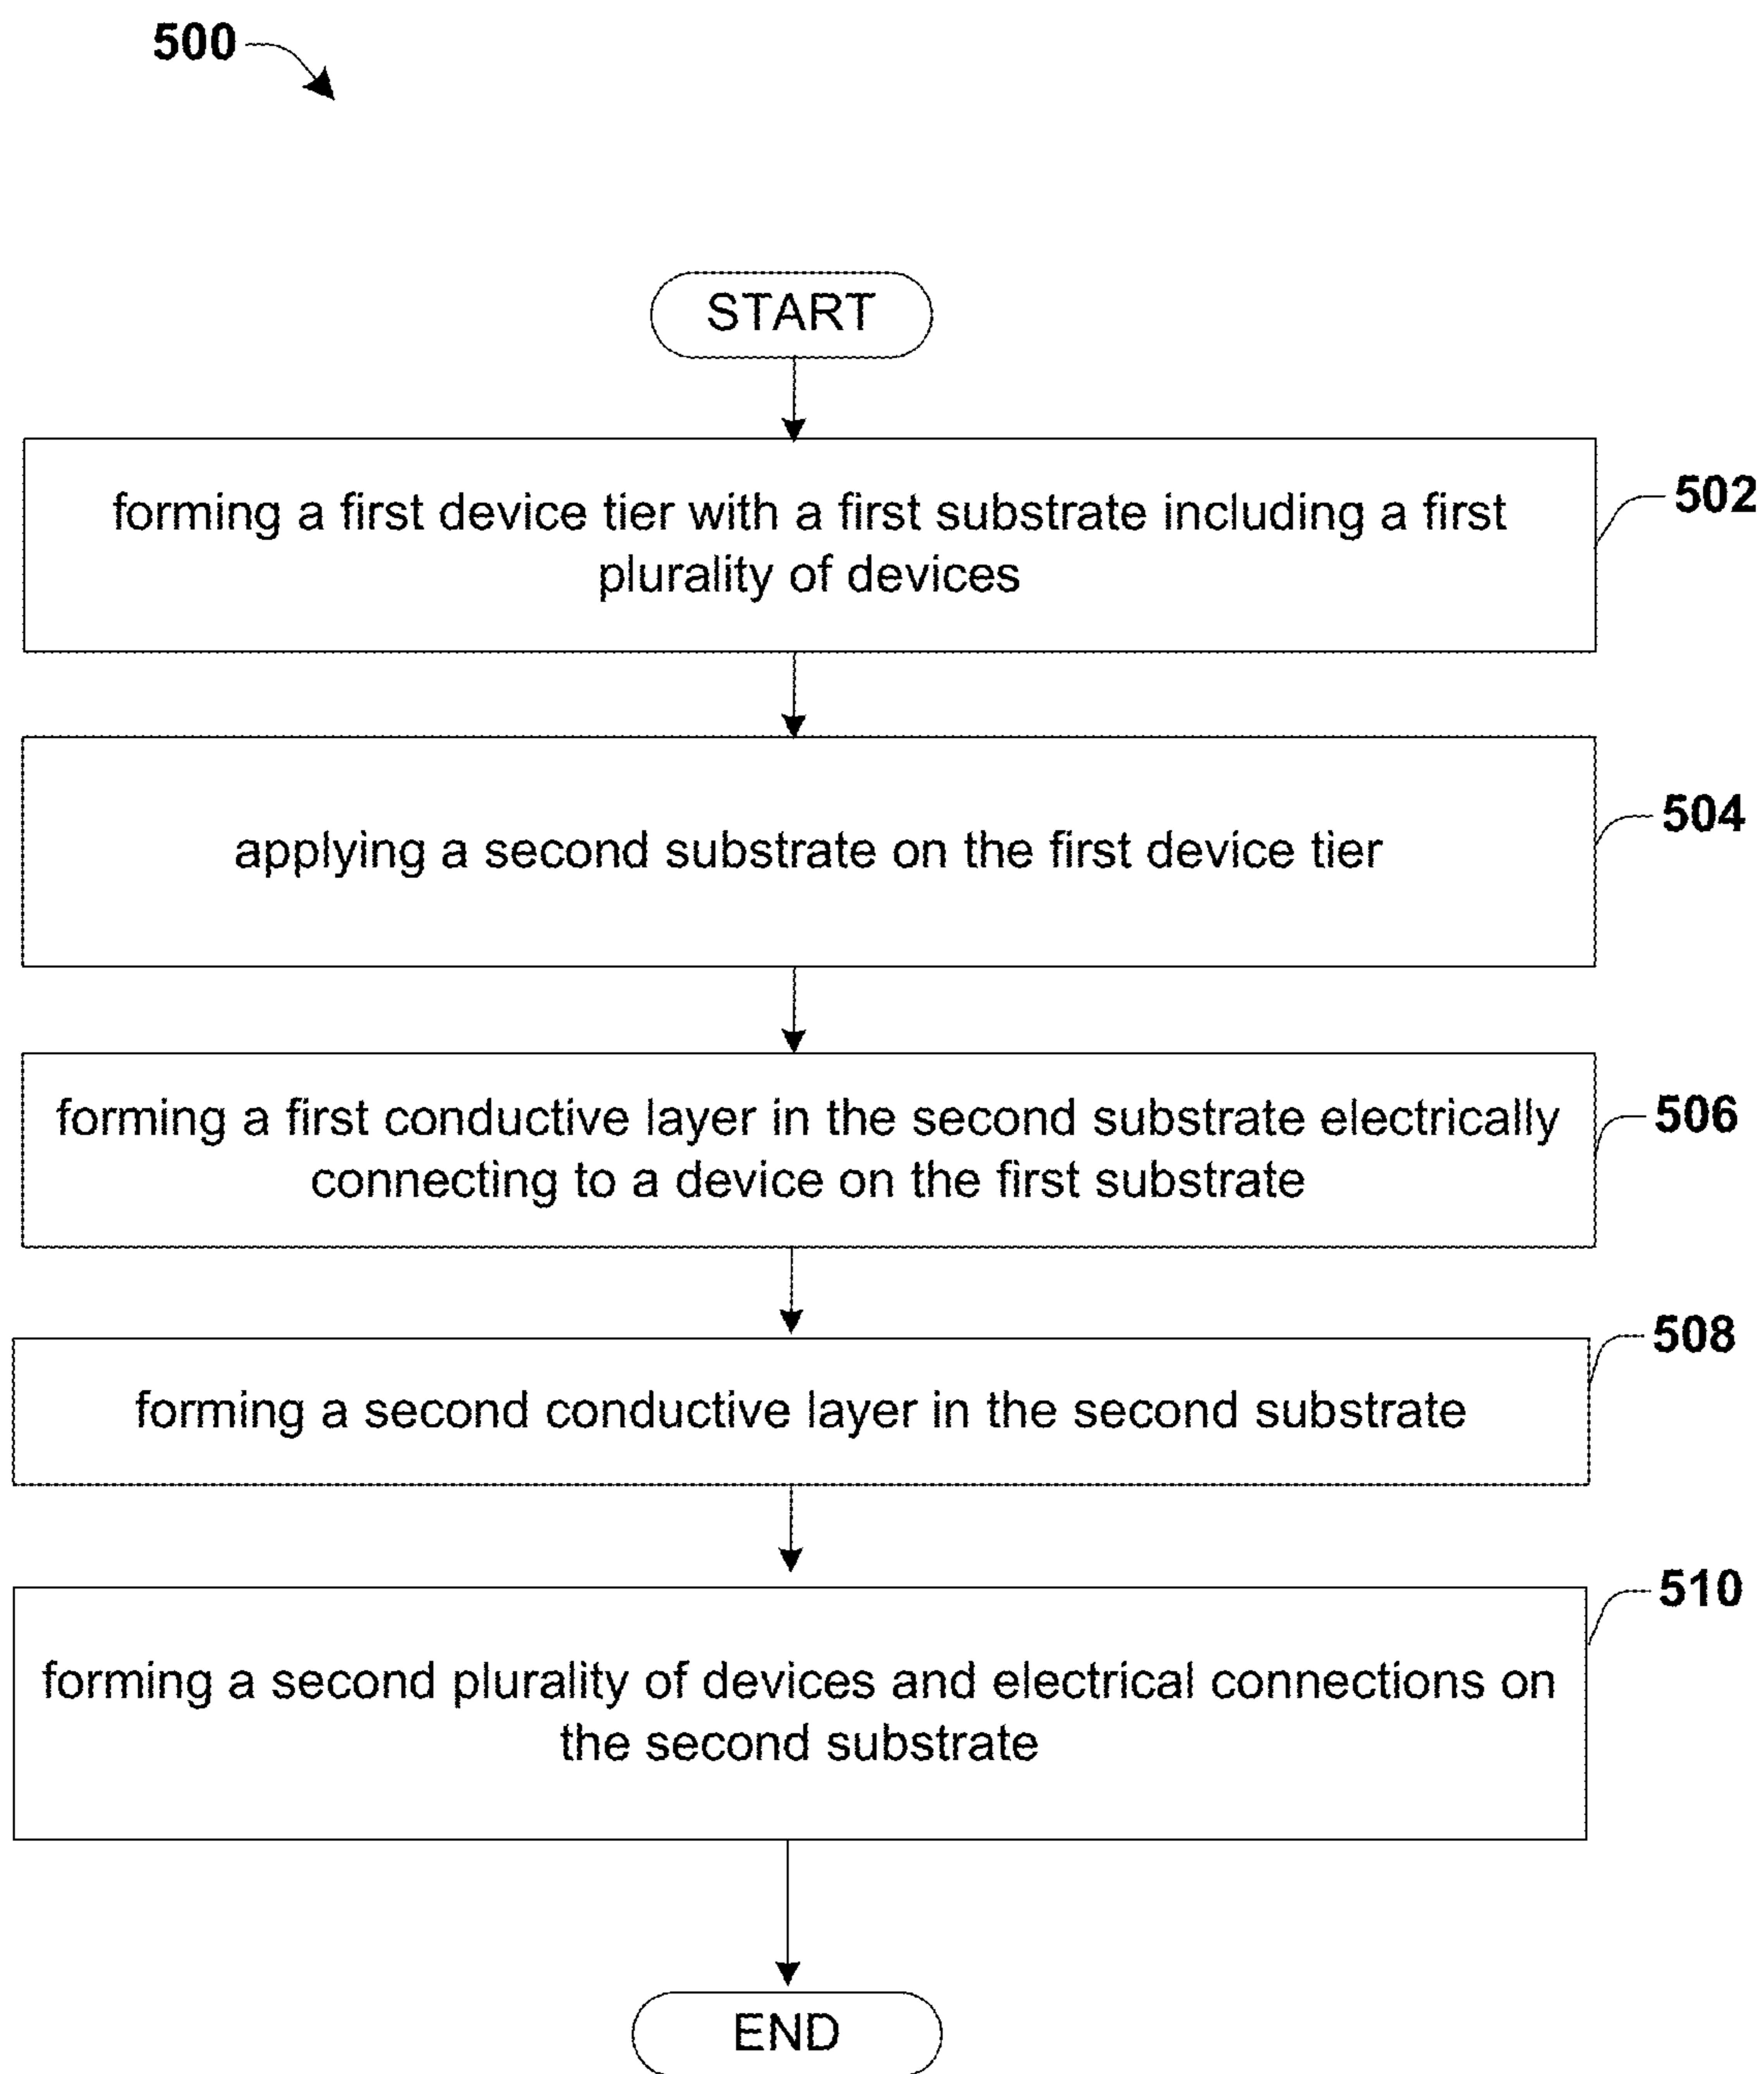 500
START
forming a first device tier with a first substrate including a first
plurality of devices
502
applying a second substrate on the first device tier
504
forming a first conductive layer in the second substrate electrically
connecting to a device on the first substrate
506
forming a second conductive layer in the second substrate
508
forming a second plurality of devices and electrical connections on
the second substrate
510
END